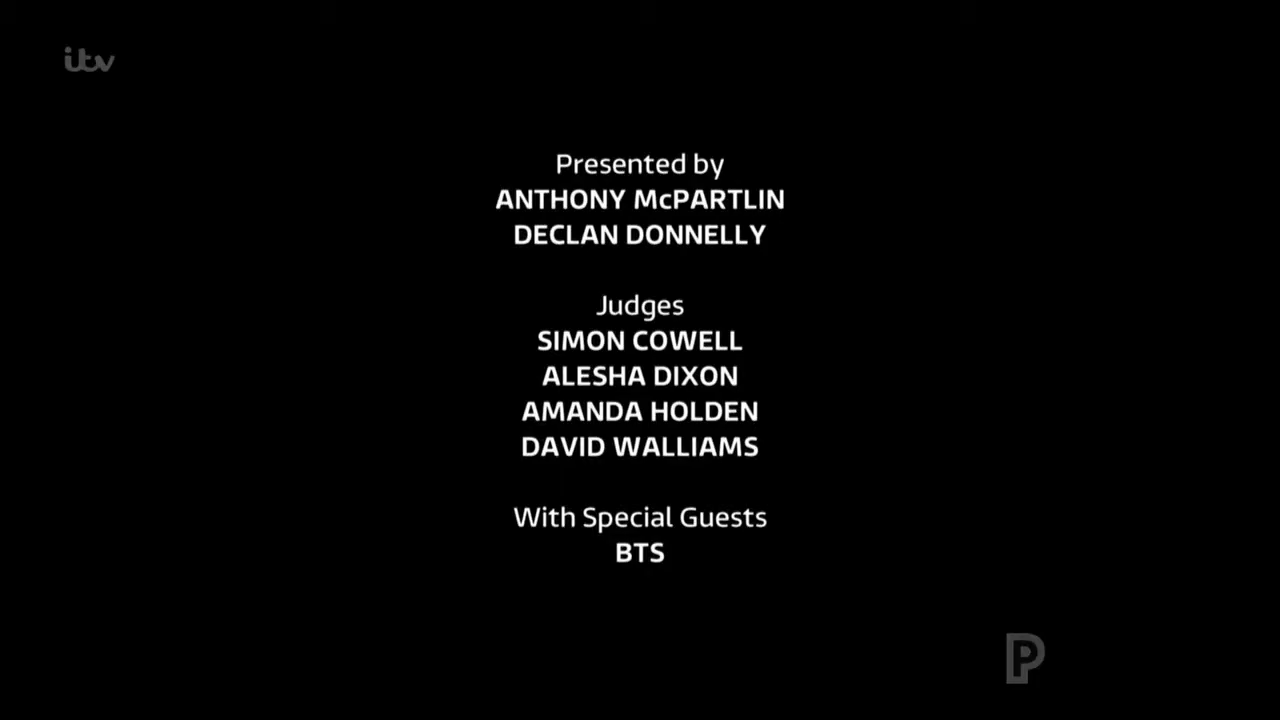 itv
Presented by
ANTHONY McPARTLIN
DECLAN DONNELLY
Judges
SIMON COWELL
ALESHA DIXON
AMANDA HOLDEN
DAVID WALLIAMS
With Special Guests
BTS
P